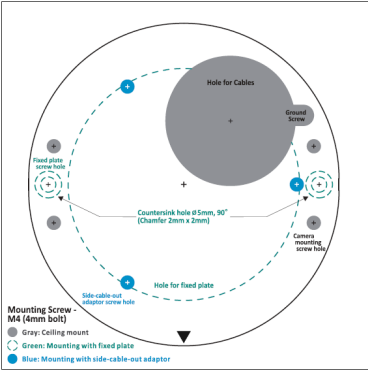 Hole for Cables
Ground
Screw
Fixed plate
screw hole
Countersink hole Ø5mm, 90˚
(Chamfer 2mm x 2mm)
Camera
mounting
screw hole
Side-cable-out
adaptor screw hole
Hole for fixed plate
Mounting Screw -
M4 (4mm bolt)
Gray: Ceiling mount
Green: Mounting with fixed plate
Blue: Mounting with side-cable-out adaptor